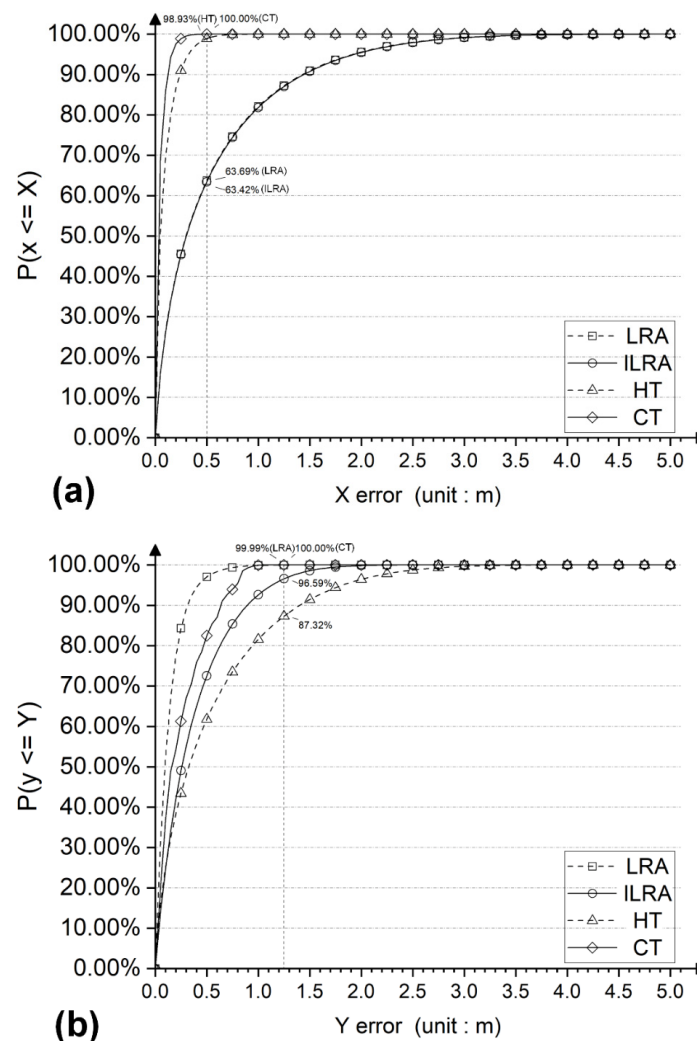 98.93%(HT) 100.00%(CT)
100.00%
90.00%
80.00%
70.00%
60.00%
50.00%
40.00%
30.00%
20.00%
10.00%
0.00%
P(x <= X)
63.69%(LRA)
63.42%(ILRA)
LRA
ILRA
HT
CT
0.0 0.5 1.0 1.5 2.0 2.5 3.0 3.5 4.0 4.5 5.0
(a)
X error (unit : m)
99.99%(LRA)100.00%(CT)
100.00%
90.00%
80.00%
70.00%
60.00%
50.00%
40.00%
30.00%
20.00%
10.00%
0.00%
P(y <= Y)
96.59%
87.32%
LRA
ILRA
HT
CT
0.0 0.5 1.0 1.5 2.0 2.5 3.0 3.5 4.0 4.5 5.0
(b)
Y error (unit : m)